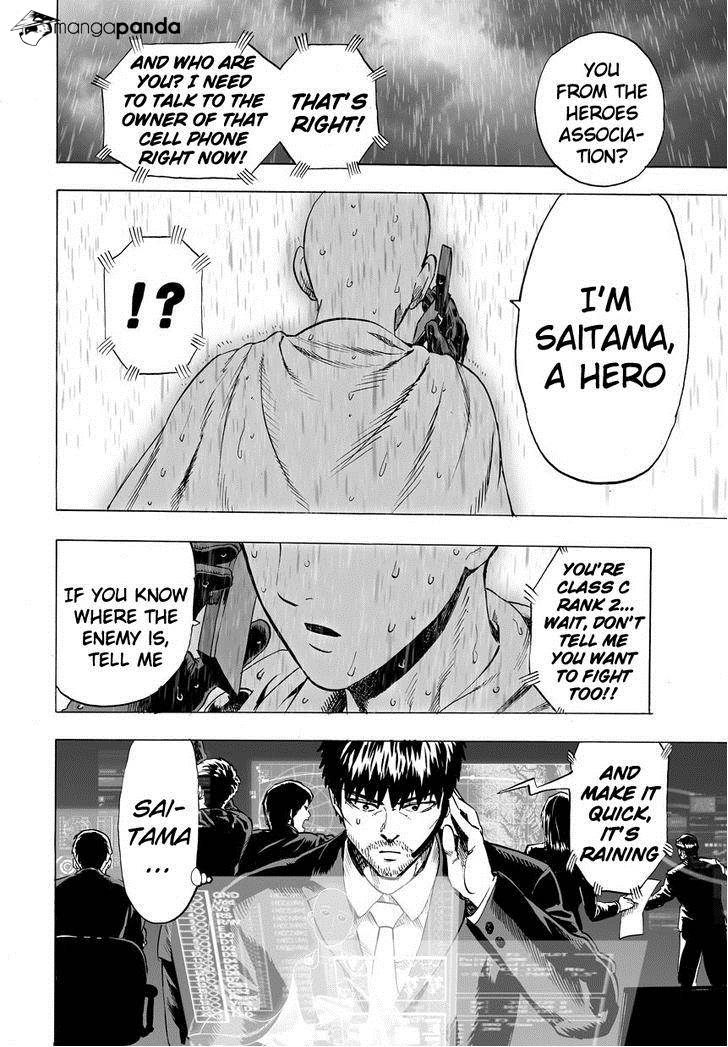 mangapanda
YOU
FROM THE
HEROES
ASSOCIA-
TION?
THAT'S
RIGHT!
AND WHO ARE
YOU? I NEED
TO TALK TO THE
OWNER OF THAT
CELL PHONE
RIGHT NOW!
I'M
SAITAMA,
A HERO
!?
YOU'RE
CLASS C
RANK 2...
WAIT, DON'T
TELL ME
YOU WANT
TO FIGHT
TOO!!
IF YOU KNOW
WHERE THE
ENEMY IS,
TELL ME
AND
MAKE IT
QUICK,
IT'S
RAINING
SAI-
TAMA
...